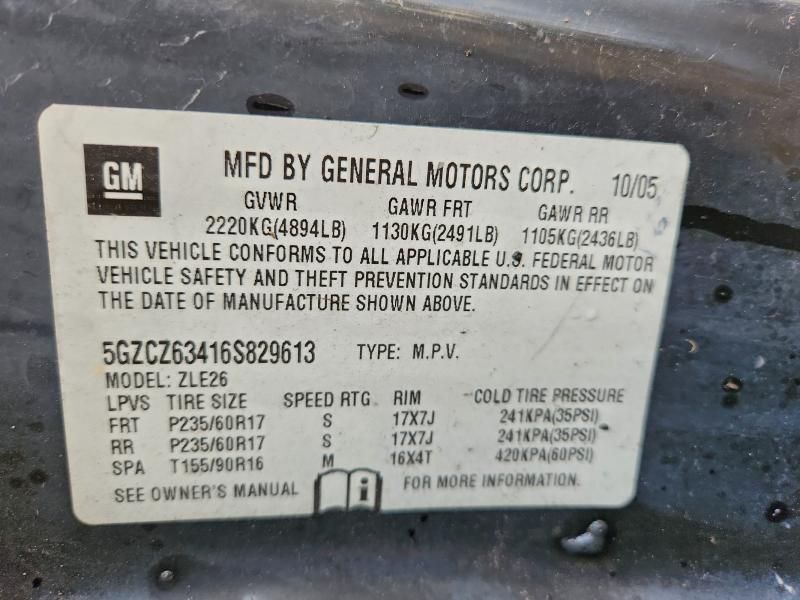 GM
MFD BY GENERAL MOTORS CORP. 10/05
GVWR GAWR FRT GAWR RR
2220KG(4894LB) 1130KG(2491LB) 1105KG(2436LB)
THIS VEHICLE CONFORMS TO ALL APPLICABLE U.S. FEDERAL MOTOR
VEHICLE SAFETY AND THEFT PREVENTION STANDARDS IN EFFECT ON
THE DATE OF MANUFACTURE SHOWN ABOVE.
5GZCZ63416S829613 TYPE: M.P.V.
MODEL: ZLE26
LPVS TIRE SIZE SPEED RTG RIM COLD TIRE PRESSURE
FRT P235/60R17 S 17X7J 241KPA(35PSI)
RR P235/60R17 S 17X7J 241KPA(35PSI)
SPA T155/90R16 M 16X4T 420KPA(60PSI)
SEE OWNER'S MANUAL i FOR MORE INFORMATION.